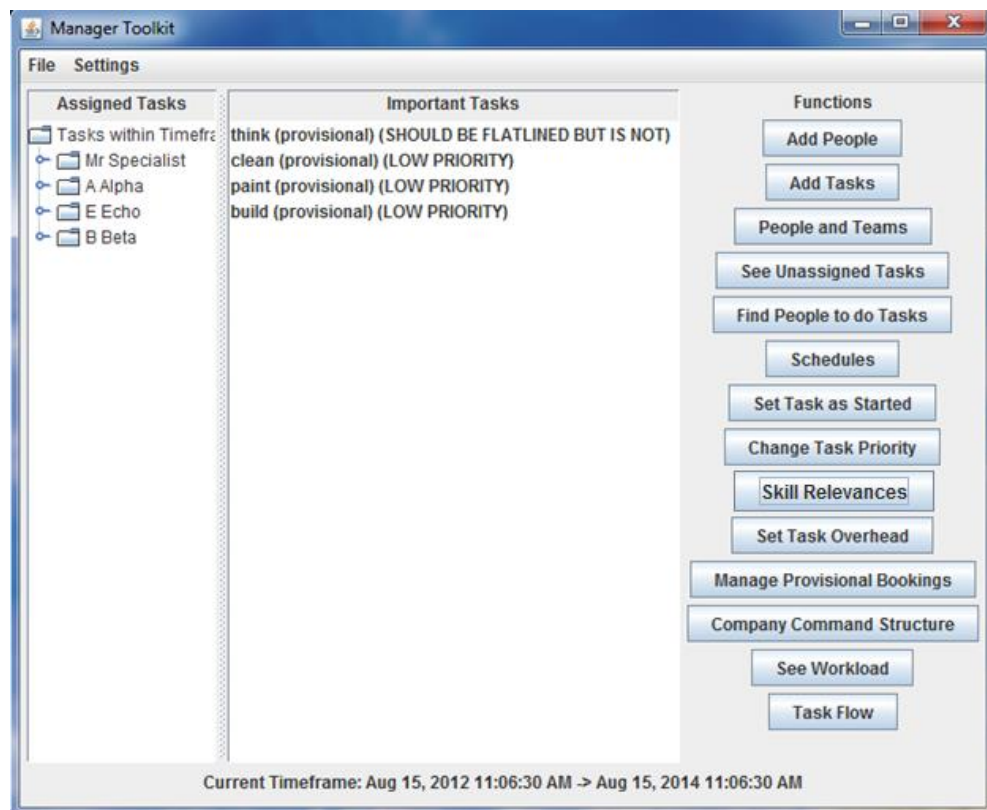 Manager Toolkit
File Settings
Assigned Tasks
Tasks within Timefra
Mr Specialist
A Alpha
E Echo
B Beta
Important Tasks
think (provisional) (SHOULD BE FLATLINED BUT IS NOT)
clean (provisional) (LOW PRIORITY)
paint (provisional) (LOW PRIORITY)
build (provisional) (LOW PRIORITY)
Functions
Add People
Add Tasks
People and Teams
See Unassigned Tasks
Find People to do Tasks
Schedules
Set Task as Started
Change Task Priority
Skill Relevances
Set Task Overhead
Manage Provisional Bookings
Company Command Structure
See Workload
Task Flow
Current Timeframe: Aug 15, 2012 11:06:30 AM -> Aug 15, 2014 11:06:30 AM